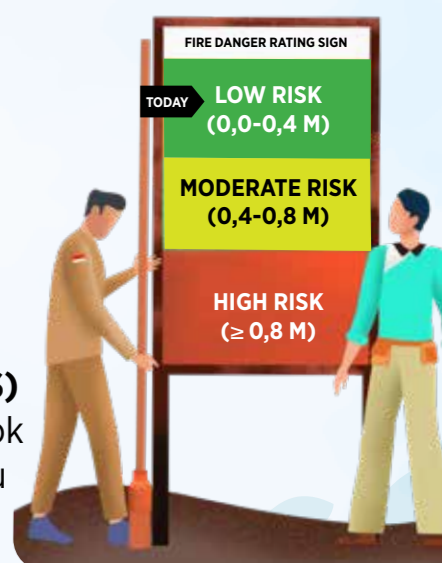 FIRE DANGER RATING SIGN
TODAY
LOW RISK
(0,0-0,4 M)
MODERATE RISK
(0,4-0,8 M)
HIGH RISK
(≥ 0,8 M)